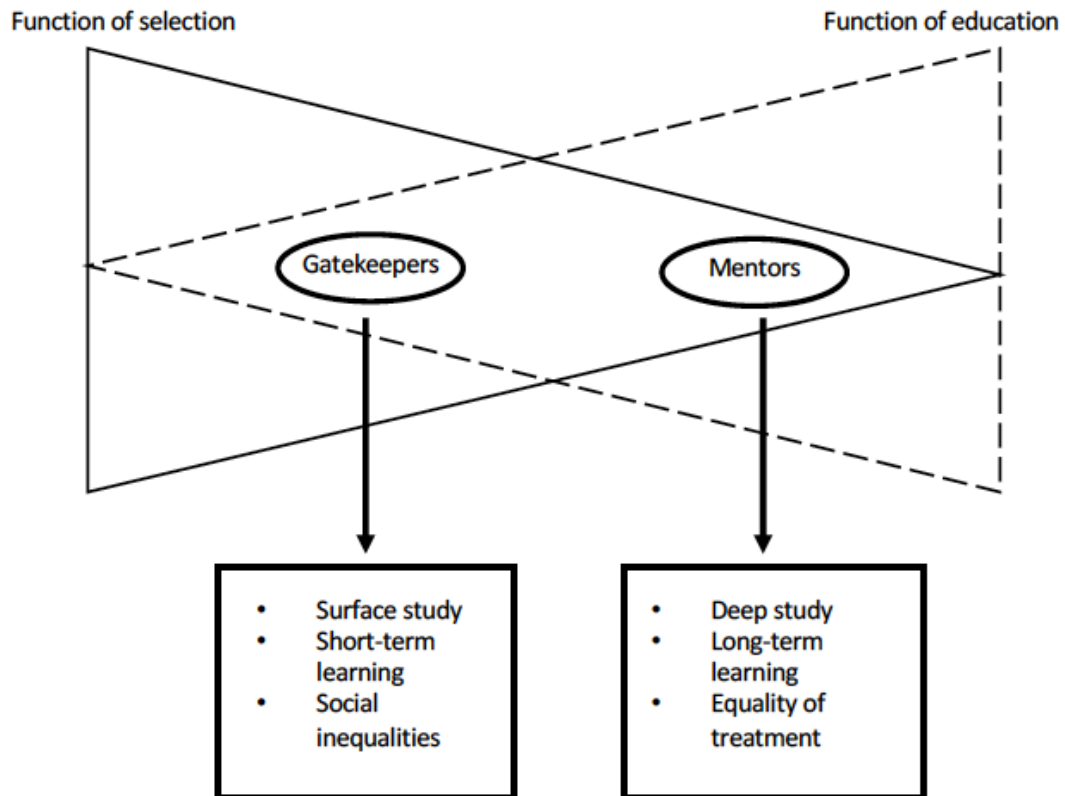 Function of selection
Function of education
Gatekeepers
Mentors
• Surface study
• Short-term
learning
• Social
inequalities
• Deep study
• Long-term
learning
• Equality of
treatment